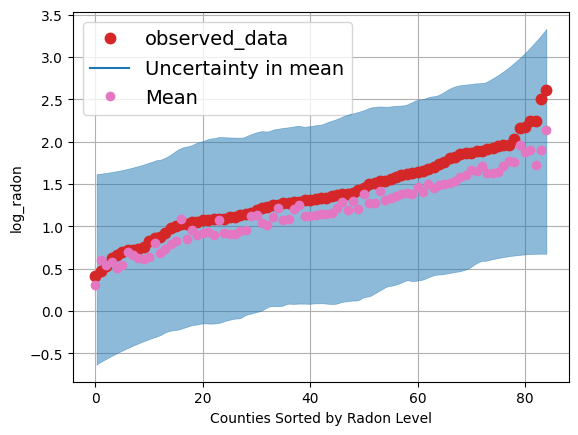 3.5
3.0
2.5
2.0
1.5
1.0
0.5
0.0
−0.5
log_radon
observed_data
Uncertainty in mean
Mean
0
20
40
60
80
Counties Sorted by Radon Level